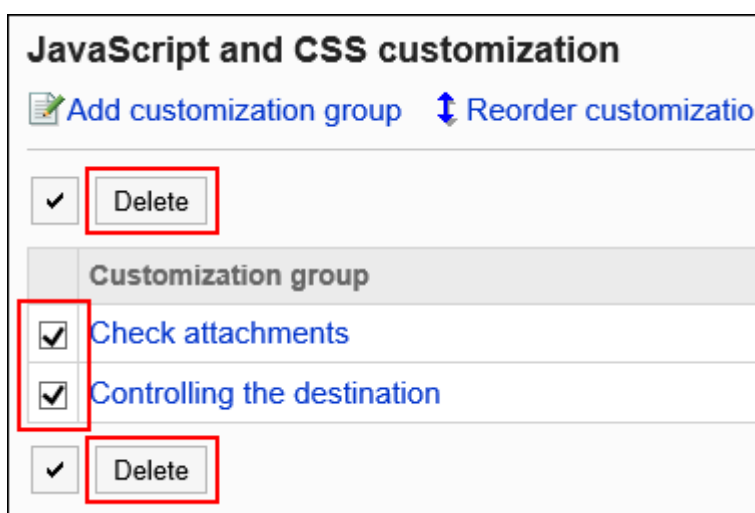 JavaScript and CSS customization
Add customization group Reorder customizatio
Delete
Customization group
Check attachments
Controlling the destination
Delete